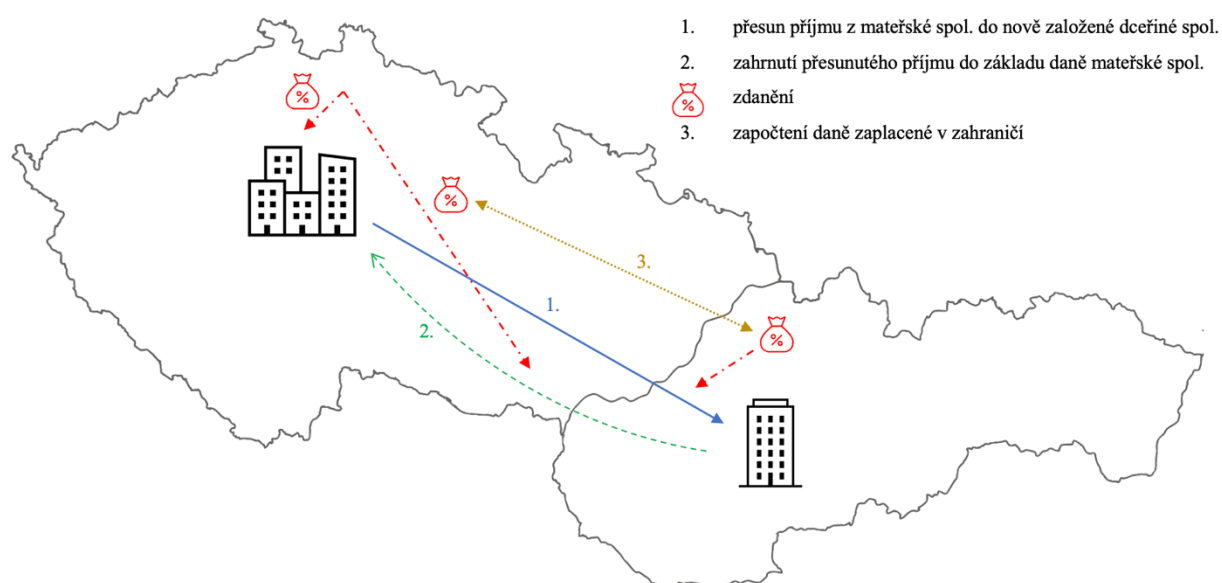 1. přesun příjmu z mateřské spol. do nově založené dceřiné spol.
2. zahrnutí přesunutého příjmu do základu daně mateřské spol.
% zdanění
3. započtení daně zaplacené v zahraničí
%
%
3.
1.
2.
%